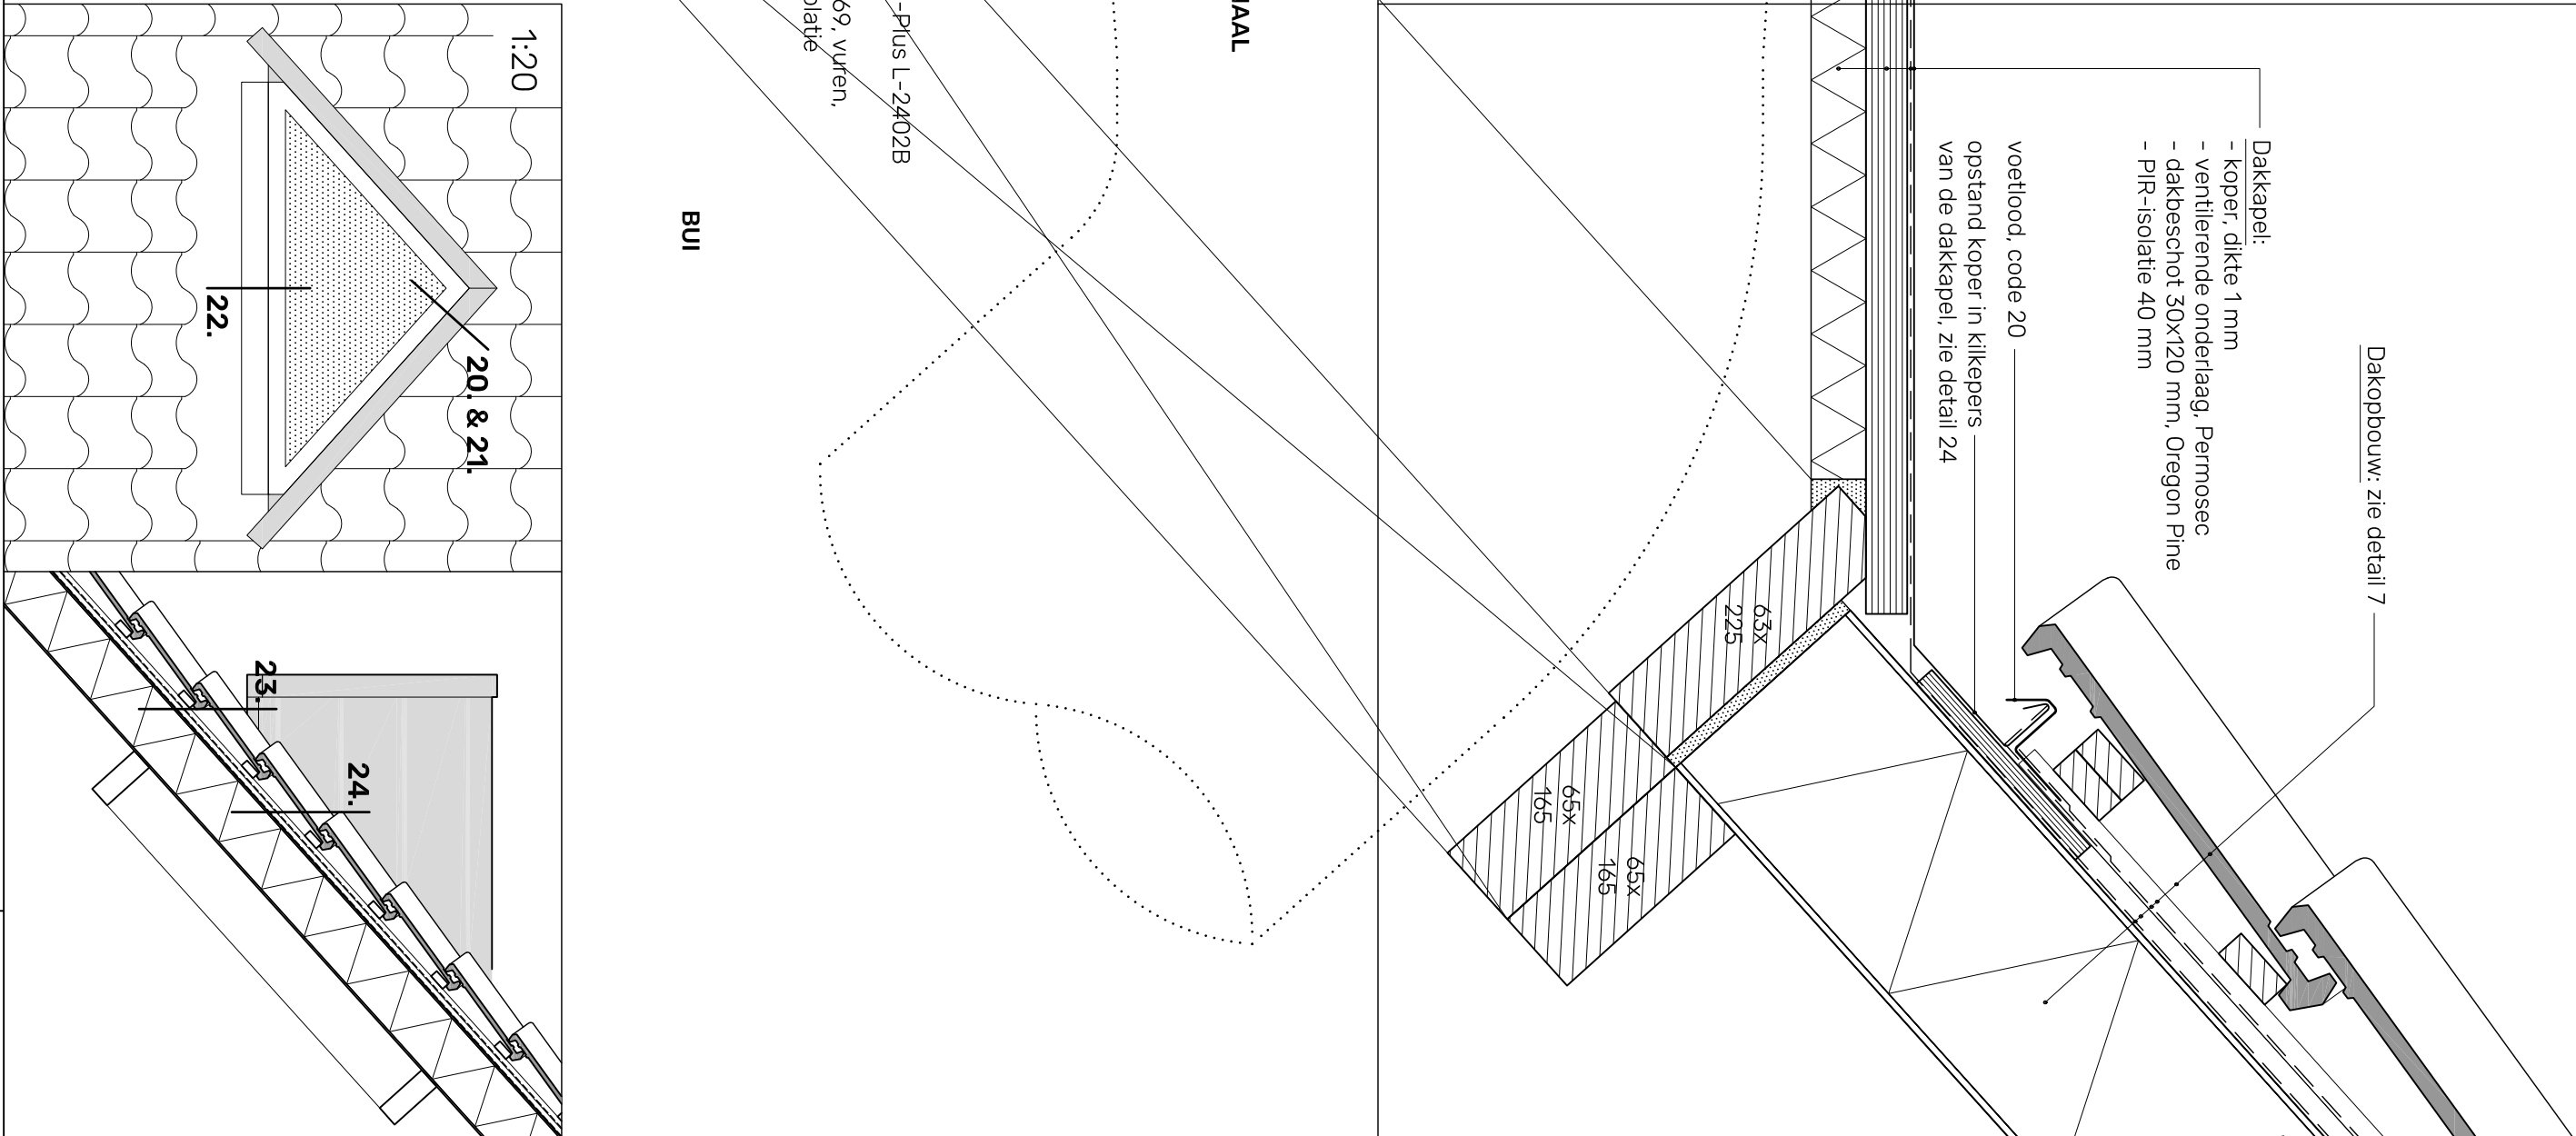 Dakopbouw: zie detail 7
Dakkapel:
- koper, dikte 1 mm
- ventilerende onderlaag, Permosec
- dakbeschot 30x120 mm, Oregon Pine
- PIR-isolatie 40 mm
voetlood, code 20
opstand koper in kilkepers
van de dakkapel, zie detail 24
63x
225
65x
165
65x
165
IAAL
-Plus L-2402B
69, vuren,
olatie
BUI
1:20
20. & 21.
22.
23.
24.